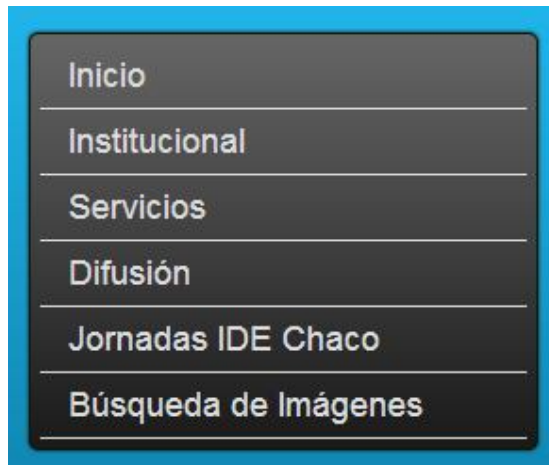 Inicio
Institucional
Servicios
Difusión
Jornadas IDE Chaco
Búsqueda de Imágenes